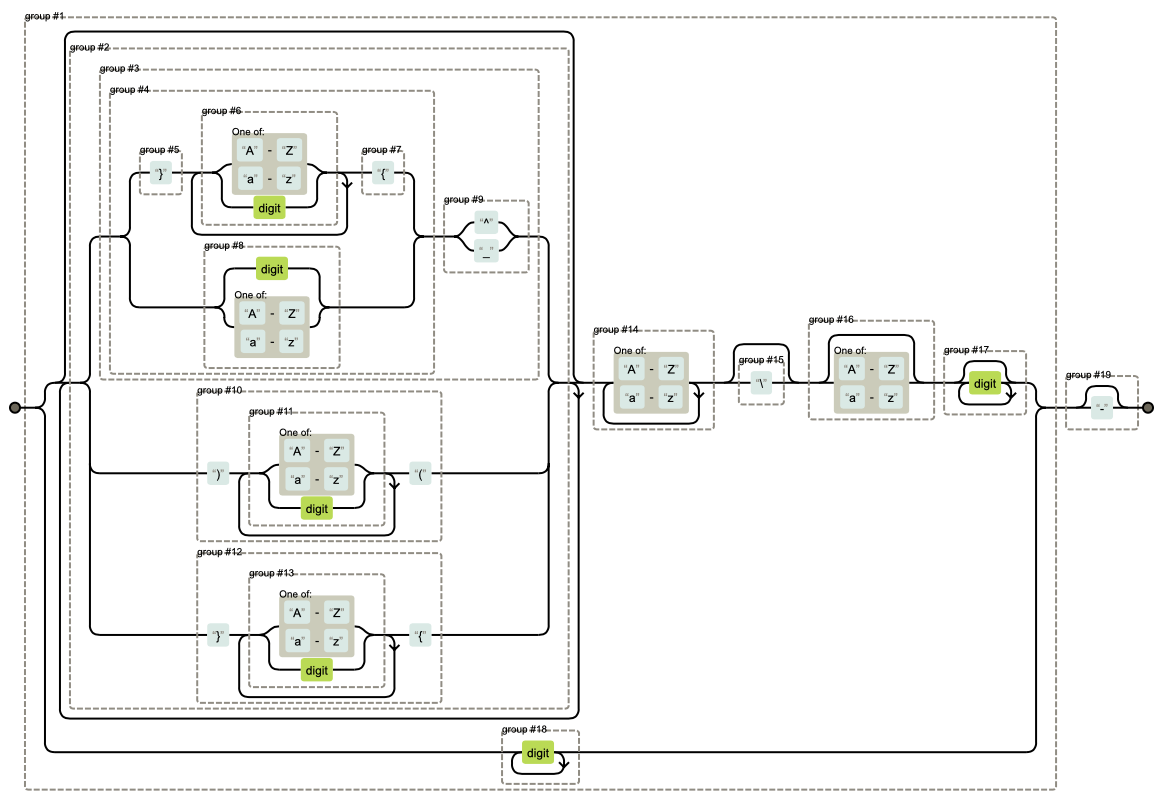 group #1
group #2
group #3
group #4
group #6
One of:
“A” - “Z”
group #5
group #7
“}”
“{”
“a” - “z”
digit
group #9
“^”
“_”
group #8
digit
One of:
“A” - “Z”
“a” - “z”
group #14
group #16
One of:
“A” - “Z”
“a” - “z”
group #15
“\”
One of:
“A” - “Z”
“a” - “z”
group #17
digit
group #19
“-”
group #10
group #11
One of:
“A” - “Z”
“)”
“(”
“a” - “z”
digit
group #12
group #13
One of:
“A” - “Z”
“}”
“{”
“a” - “z”
digit
group #18
digit